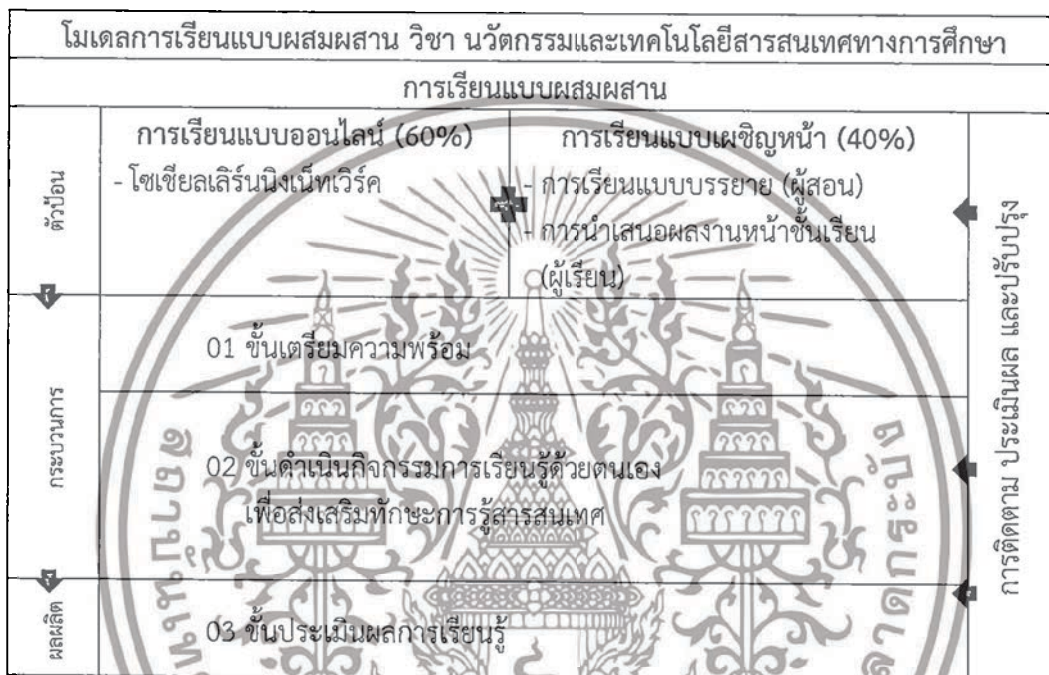 โมเดลการเรียนแบบผสมผสาน วิชา นวัตกรรมและเทคโนโลยีสารสนเทศทางการศึกษา
การเรียนแบบผสมผสาน
ตัวป้อน
การเรียนแบบออนไลน์ (60%)
- โซเชียลเลิร์นนิงเน็ทเวิร์ค
การเรียนแบบเผชิญหน้า (40%)
- การเรียนแบบบรรยาย (ผู้สอน)
- การนำเสนอผลงานหน้าชั้นเรียน
(ผู้เรียน)
กระบวนการ
01 ขั้นเตรียมความพร้อม
02 ขั้นดำเนินกิจกรรมการเรียนรู้ด้วยตนเอง
เพื่อส่งเสริมทักษะการรู้สารสนเทศ
ผลผลิต
03 ขั้นประเมินผลการเรียนรู้
การติดตาม ประเมินผล และปรับปรุง
สถาบันเท
าดกระบัง